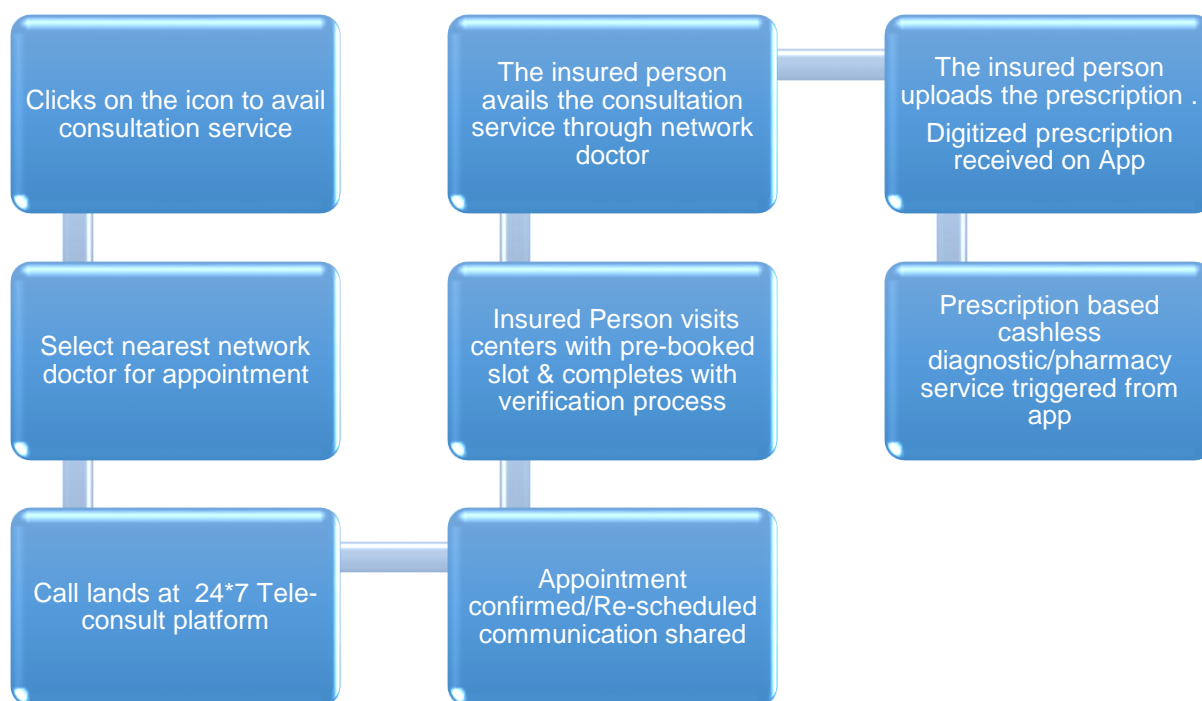 Clicks on the icon to avail
consultation service
Select nearest network
doctor for appointment
Call lands at  24*7 Tele-
consult platform
Appointment
confirmed/Re-scheduled
communication shared
Insured Person visits
centers with pre-booked
slot & completes with
verification process
The insured person
avails the consultation
service through network
doctor
The insured person
uploads the prescription .
Digitized prescription
received on App
Prescription based
cashless
diagnostic/pharmacy
service triggered from
app